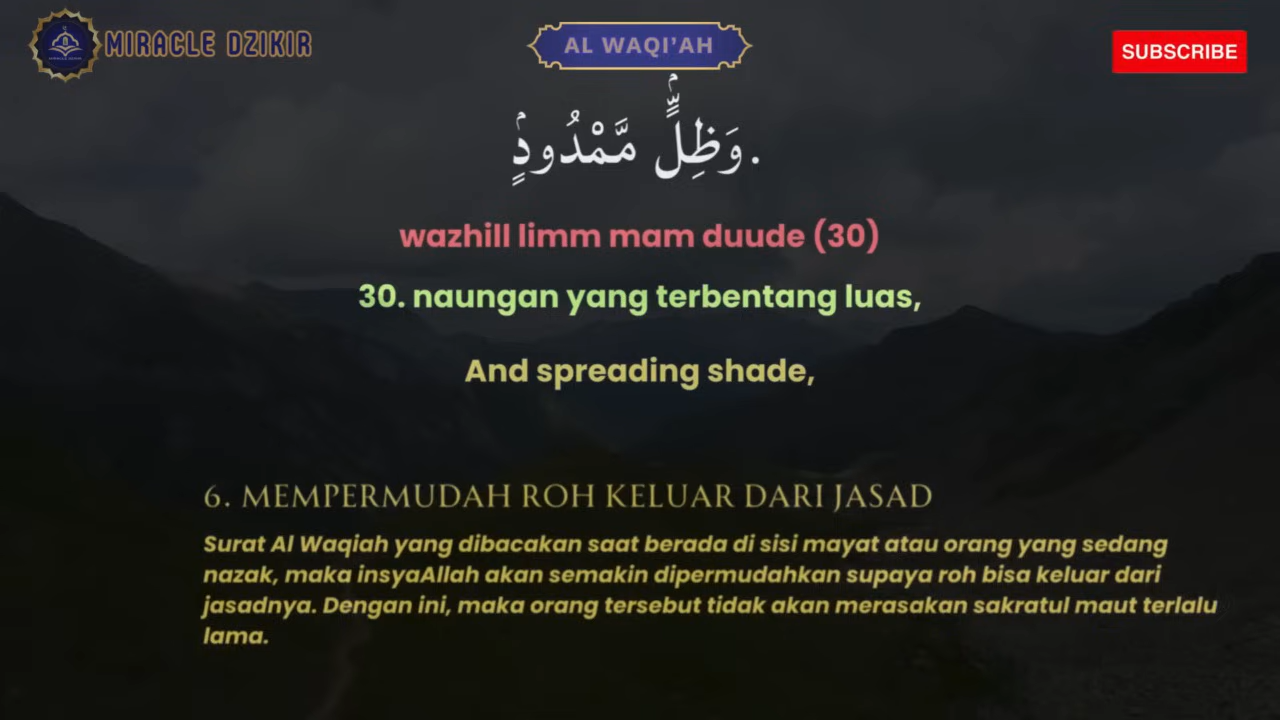 MIRACLE DZIKIR
AL WAQI'AH
SUBSCRIBE
.وَظِلٍّۢ مَّمْدُودٍۢ
wazhill limm mam duude (30)
30. naungan yang terbentang luas,
And spreading shade,
6. MEMPERMUDAH ROH KELUAR DARI JASAD
Surat Al Waqiah yang dibacakan saat berada di sisi mayat atau orang yang sedang
nazak, maka insyaAllah akan semakin dipermudahkan supaya roh bisa keluar dari
jasadnya. Dengan ini, maka orang tersebut tidak akan merasakan sakratul maut terlalu
lama.